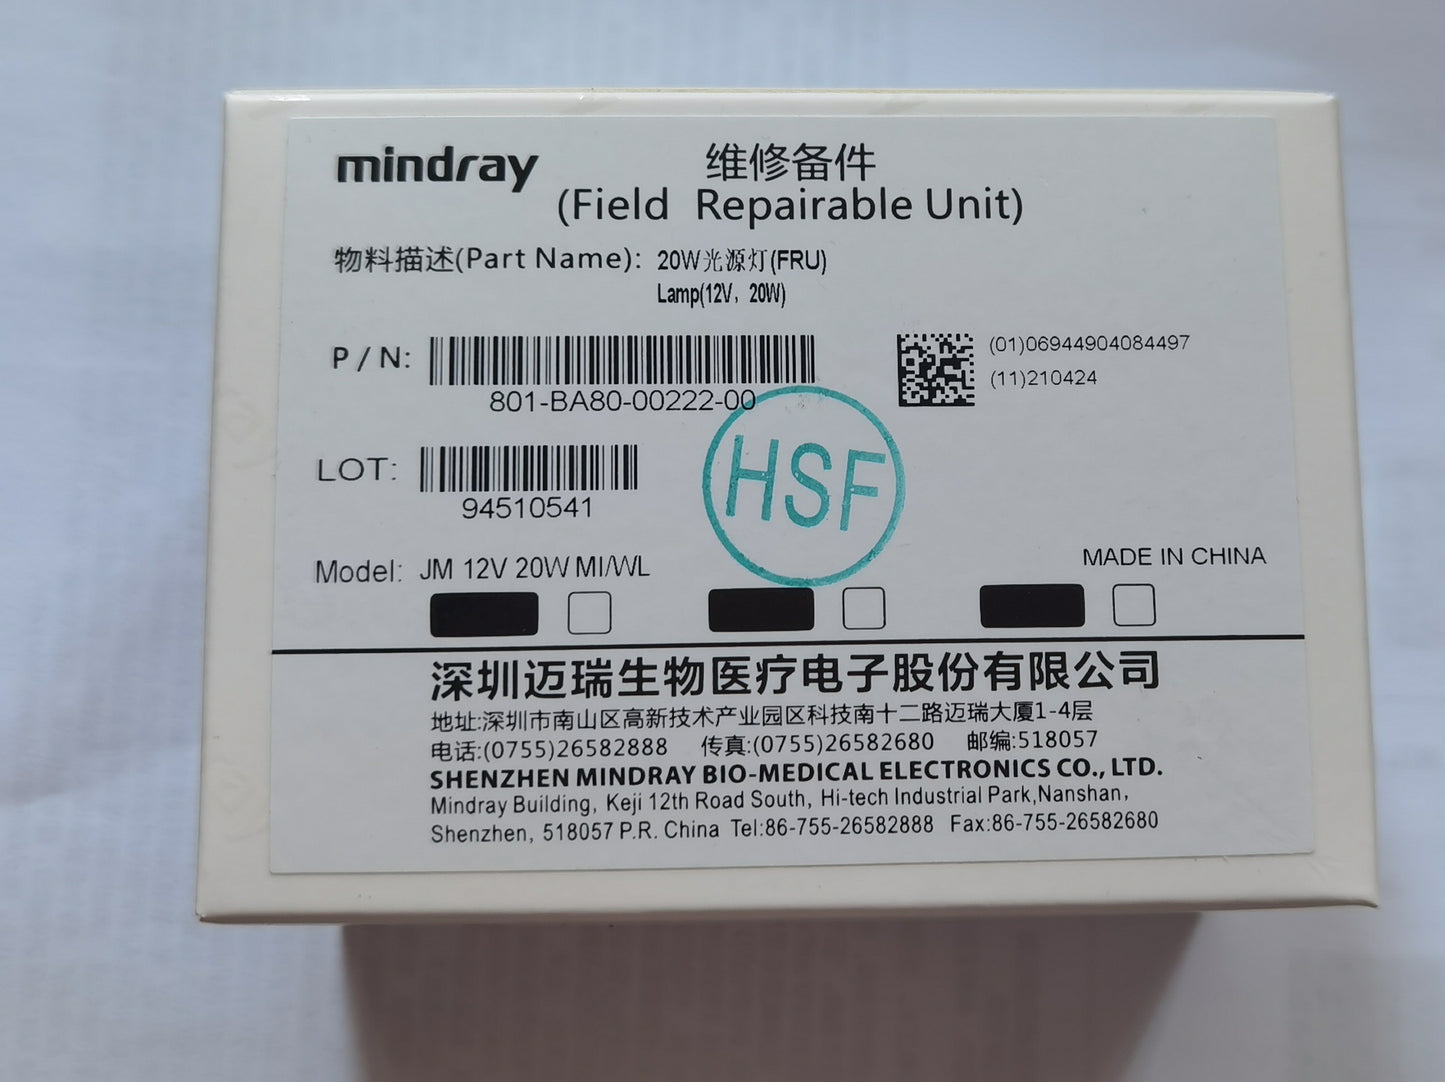 mindray
维修备件
(Field Repairable Unit)
物料描述(Part Name): 20W光源灯(FRU)
Lamp(12V, 20W)
P/N:
801-BA80-00222-00
(01)06944904084497
(11)210424
HSF
LOT:
94510541
Model: JM 12V 20W MI/WL
MADE IN CHINA
深圳迈瑞生物医疗电子股份有限公司
地址:深圳市南山区高新技术产业园区科技南十二路迈瑞大厦1-4层
电话:(0755)26582888 传真:(0755)26582680 邮编:518057
SHENZHEN MINDRAY BIO-MEDICAL ELECTRONICS CO., LTD.
Mindray Building, Keji 12th Road South, Hi-tech Industrial Park,Nanshan,
Shenzhen, 518057 P.R. China Tel:86-755-26582888 Fax:86-755-26582680